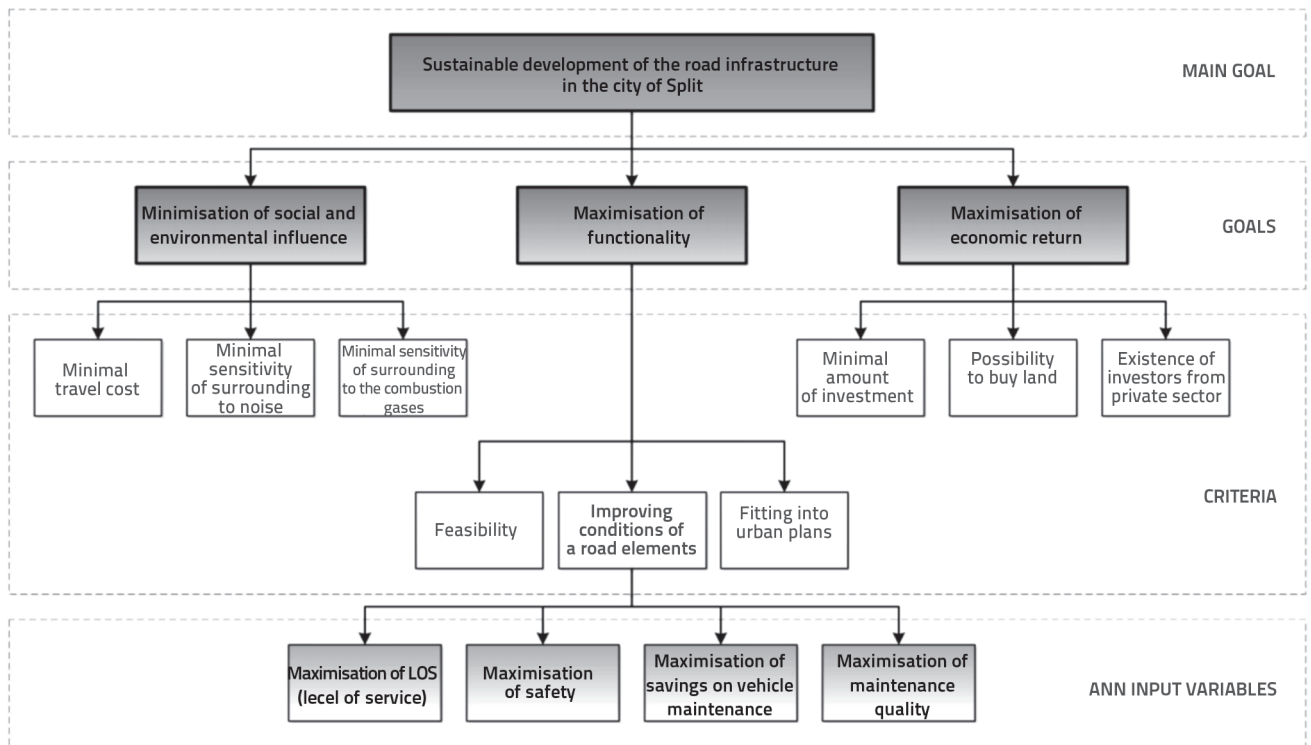 Sustainable development of the road infrastructure
in the city of Split
MAIN GOAL
Minimisation of social and
environmental influence
Maximisation of
functionality
Maximisation of
economic return
GOALS
Minimal
travel cost
Minimal
sensitivity
of surrounding
to noise
Minimal sensitivity
of surrounding
to the combustion
gases
Minimal
amount
of investment
Possibility
to buy land
Existence of
investors from
private sector
Feasibility
Improving
conditions of
a road elements
Fitting into
urban plans
CRITERIA
Maximisation of LOS
(lecel of service)
Maximisation
of safety
Maximisation of
savings on vehicle
maintenance
Maximisation of
maintenance
quality
ANN INPUT VARIABLES